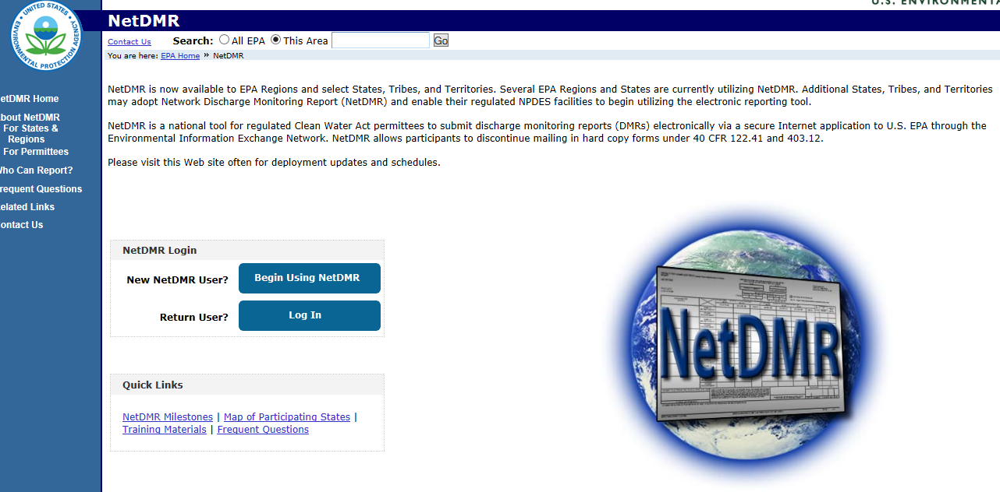 U.S. ENVIRONMENTA
UNITED STATES
ENVIRONMENTAL PROTECTION AGENCY
NetDMR
Contact Us Search: All EPA This Area Go
You are here: EPA Home » NetDMR
etDMR Home
bout NetDMR
For States &
Regions
For Permittees
Who Can Report?
requent Questions
elated Links
ontact Us
NetDMR is now available to EPA Regions and select States, Tribes, and Territories. Several EPA Regions and States are currently utilizing NetDMR. Additional States, Tribes, and Territories
may adopt Network Discharge Monitoring Report (NetDMR) and enable their regulated NPDES facilities to begin utilizing the electronic reporting tool.
NetDMR is a national tool for regulated Clean Water Act permittees to submit discharge monitoring reports (DMRs) electronically via a secure Internet application to U.S. EPA through the
Environmental Information Exchange Network. NetDMR allows participants to discontinue mailing in hard copy forms under 40 CFR 122.41 and 403.12.
Please visit this Web site often for deployment updates and schedules.
NetDMR Login
New NetDMR User? Begin Using NetDMR
Return User? Log In
Quick Links
NetDMR Milestones | Map of Participating States |
Training Materials | Frequent Questions
NetDMR